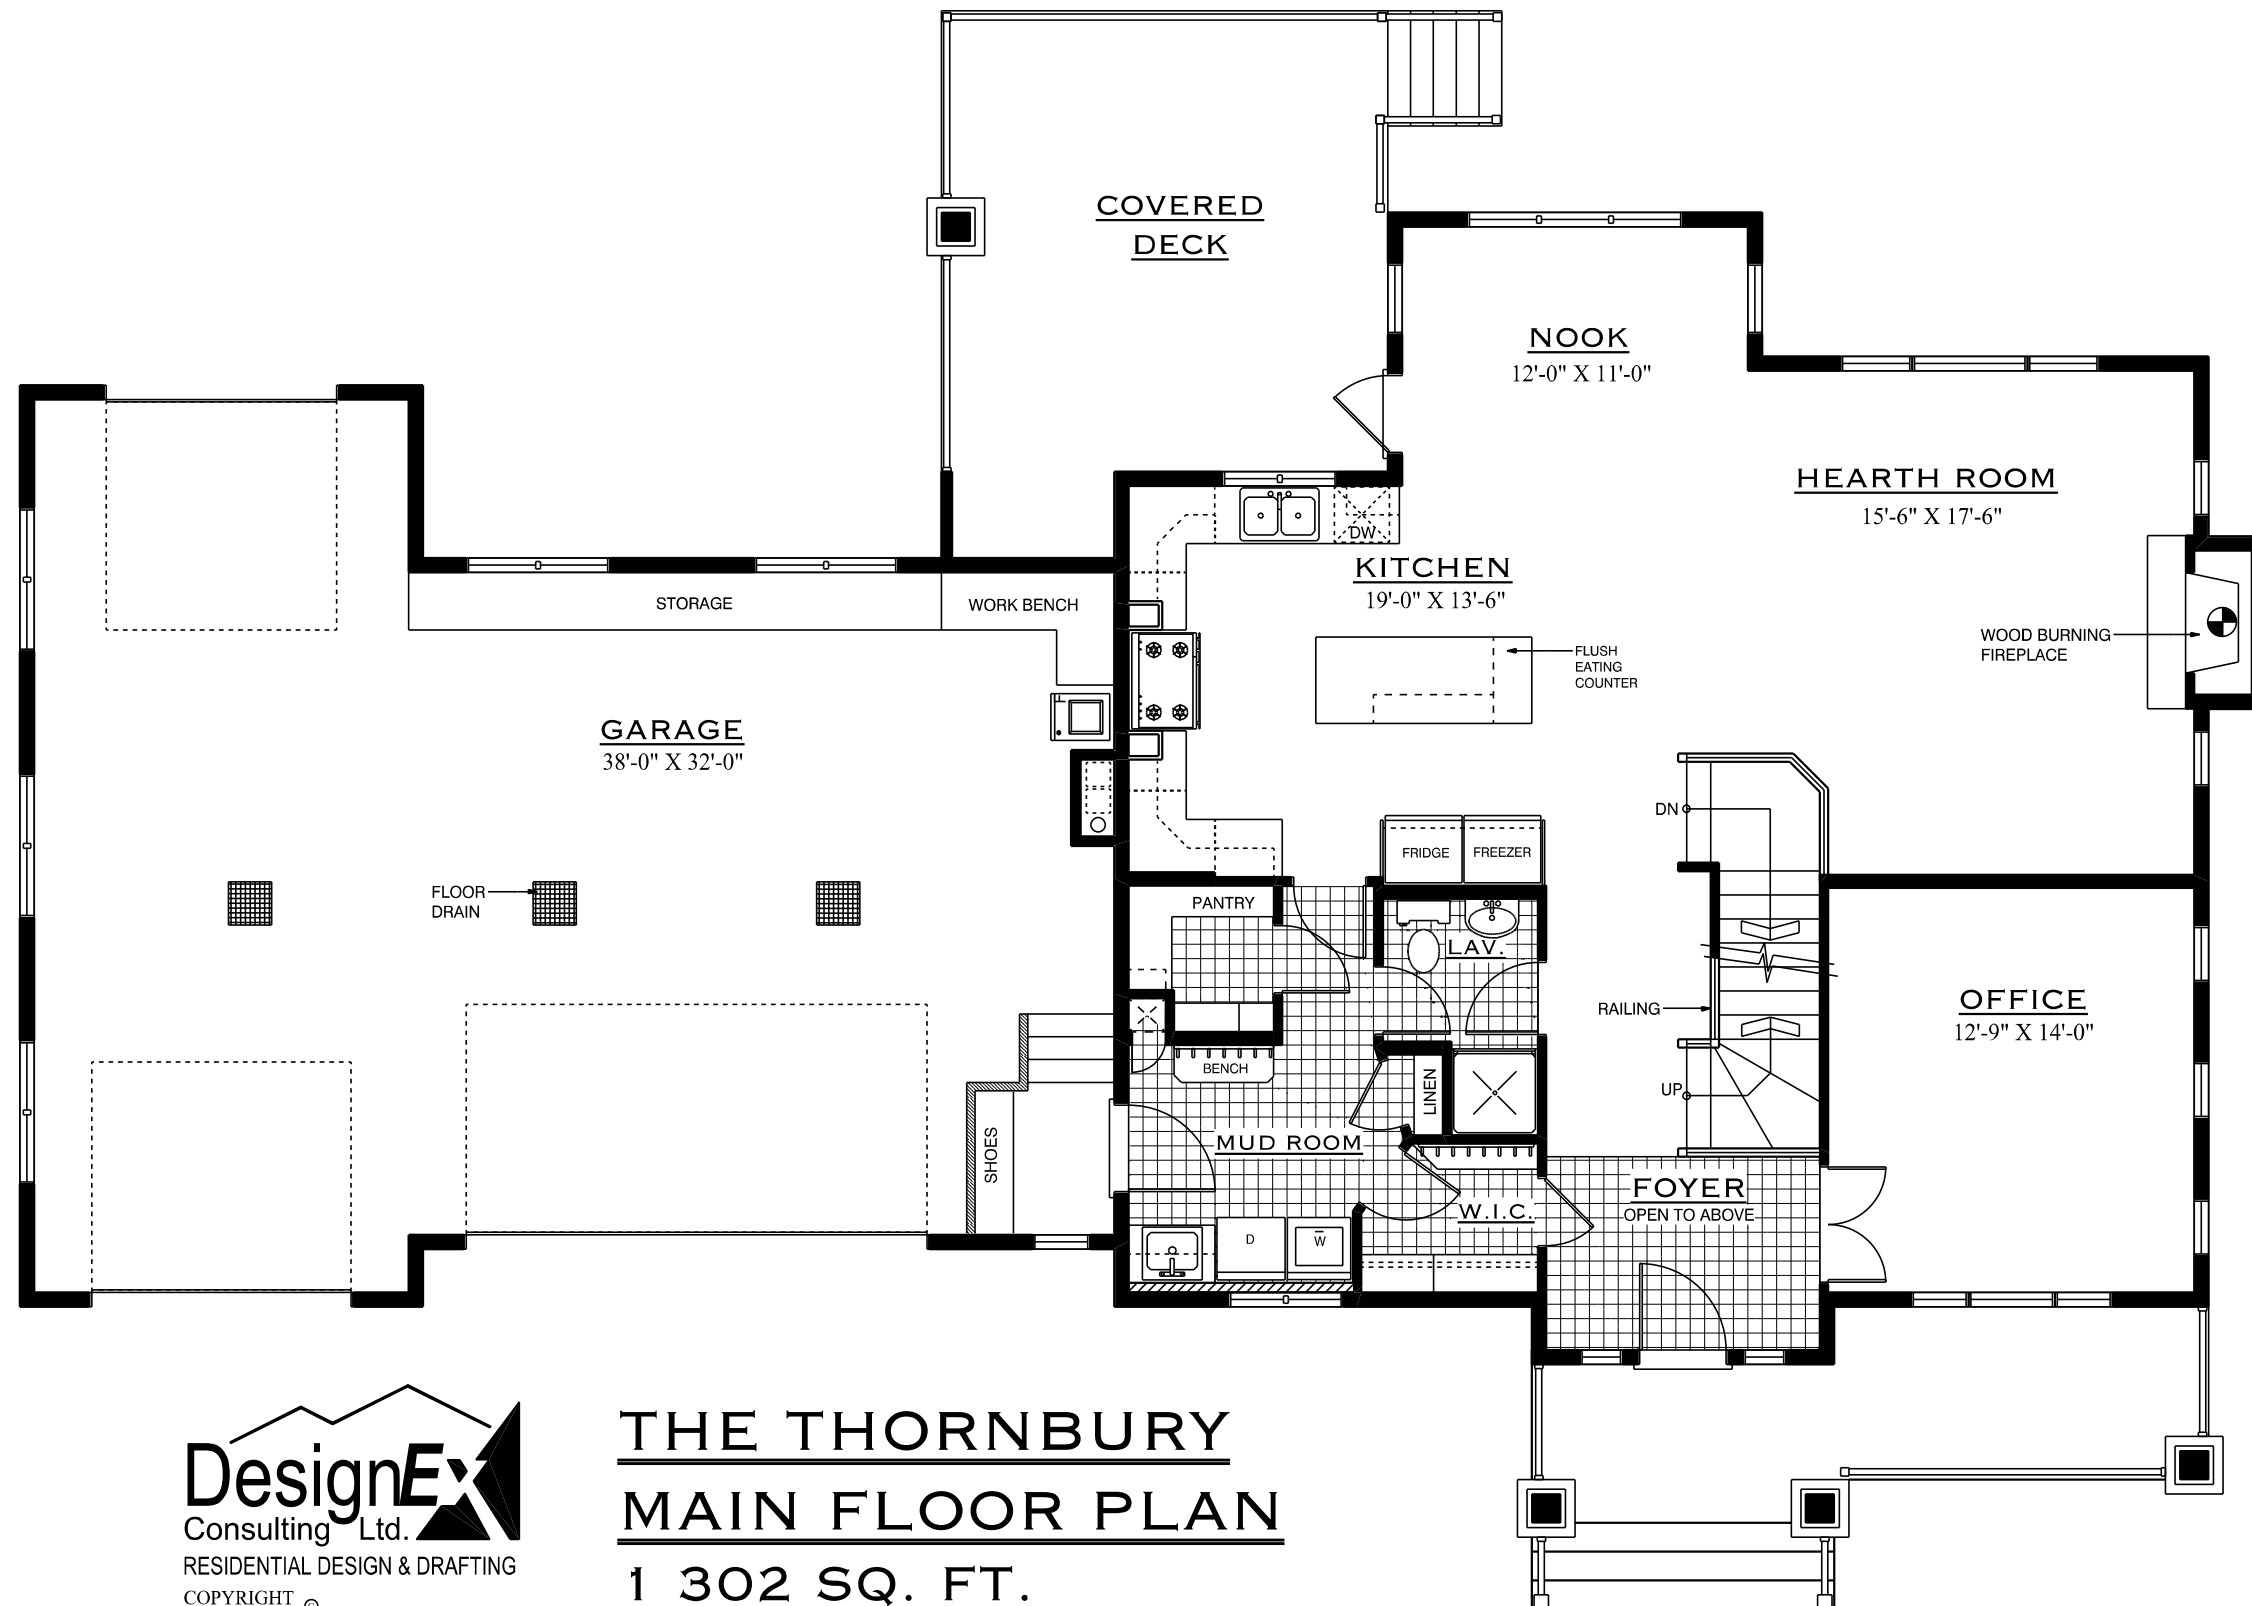 COVERED
DECK
NOOK
12'-0" X 11'-0"
HEARTH ROOM
15'-6" X 17'-6"
DW
KITCHEN
19'-0" X 13'-6"
STORAGE
WORK BENCH
WOOD BURNING
FIREPLACE
FLUSH
EATING
COUNTER
GARAGE
38'-0" X 32'-0"
DN
FRIDGE
FREEZER
FLOOR
DRAIN
PANTRY
LAV.
RAILING
OFFICE
12'-9" X 14'-0"
BENCH
LINEN
UP
SHOES
MUD ROOM
FOYER
OPEN TO ABOVE
W.I.C.
D
W
DesignEX
Consulting Ltd.
RESIDENTIAL DESIGN & DRAFTING
COPYRIGHT ©
THE THORNBURY
MAIN FLOOR PLAN
1 302 SQ. FT.